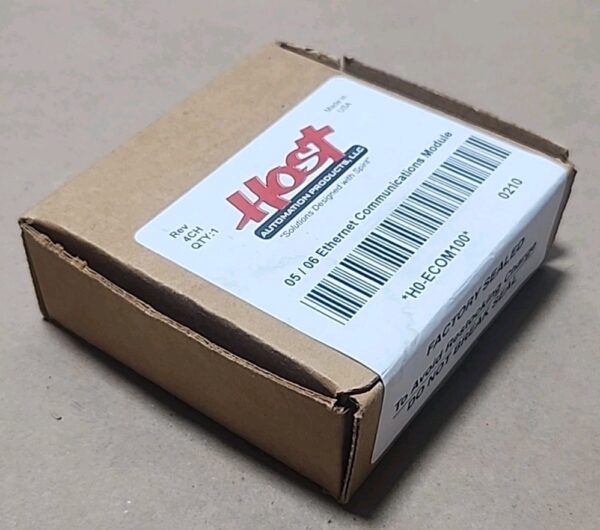 Made in
USA
Host
AUTOMATION PRODUCTS, LLC
"Solutions Designed with Spirit"
Rev
4CH
QTY:1
05 / 06 Ethernet Communications Module
*H0-ECOM100*
0210
FACTORY SEALED
To Avoid Restocking Charge
DO NOT BREAK SEAL